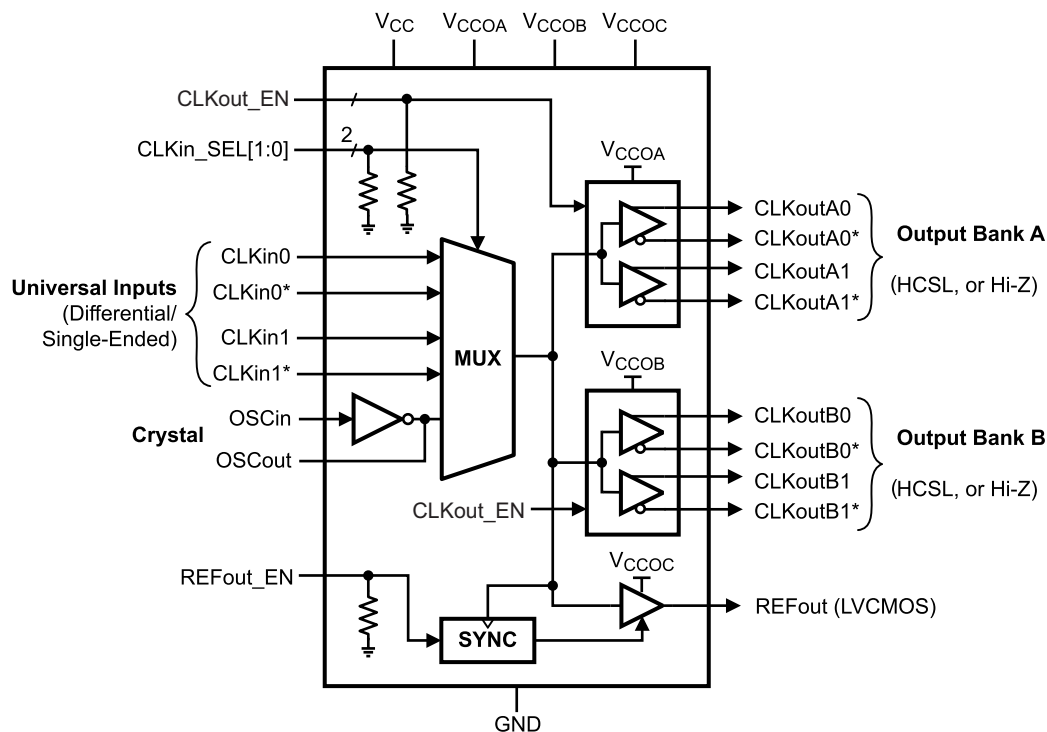 VCC
VCCOA
VCCOB
VCCOC
CLKout_EN
2
CLKin_SEL[1:0]
VCCOA
CLKoutA0
CLKoutA0*
CLKoutA1
CLKoutA1*
Output Bank A
(HCSL, or Hi-Z)
Universal Inputs
(Differential/
Single-Ended)
CLKin0
CLKin0*
CLKin1
CLKin1*
MUX
VCCOB
Crystal
OSCin
OSCout
CLKoutB0
CLKoutB0*
CLKoutB1
CLKoutB1*
Output Bank B
(HCSL, or Hi-Z)
CLKout_EN
REFout_EN
VCCOC
REFout (LVCMOS)
SYNC
GND